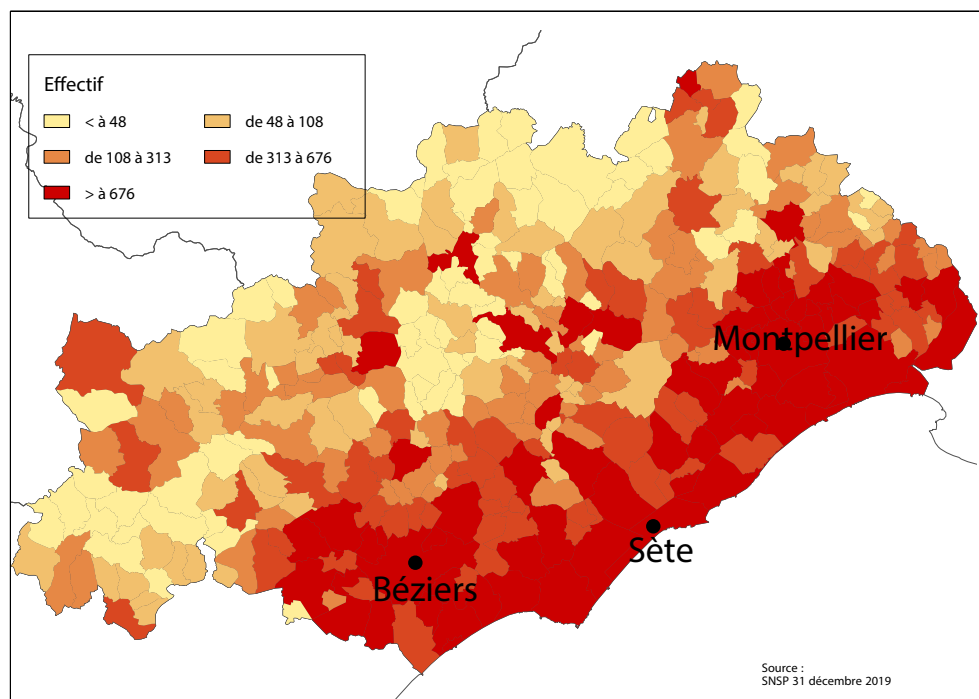 Effectif
< à 48
de 48 à 108
de 108 à 313
de 313 à 676
> à 676
Montpellier
Sète
Béziers
Source :
SNSP 31 décembre 2019